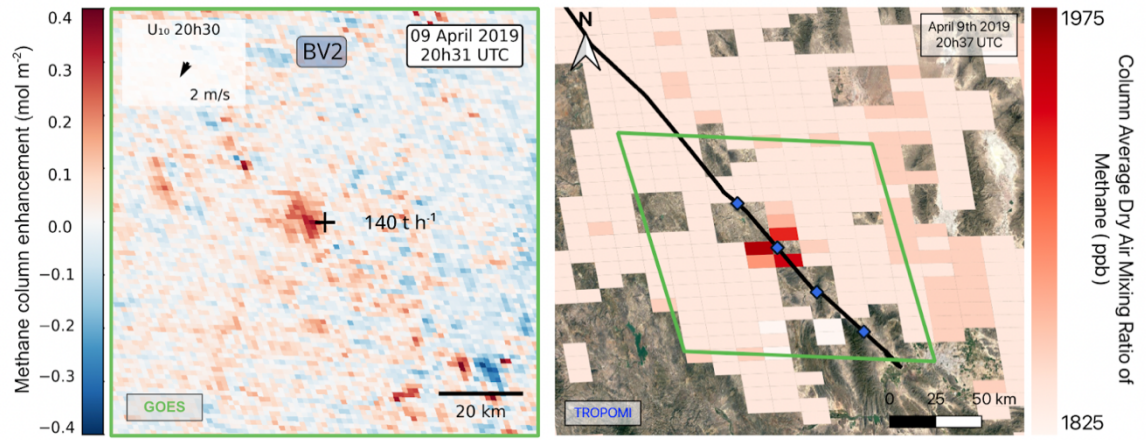 Methane column enhancement (mol m⁻²)
0.4
0.3
0.2
0.1
0.0
−0.1
−0.2
−0.3
−0.4
U₁₀ 20h30
2 m/s
BV2
09 April 2019
20h31 UTC
140 t h⁻¹
GOES
20 km
N
April 9th 2019
20h37 UTC
TROPOMI
0 25 50 km
1975
1825
Column Average Dry Air Mixing Ratio of
Methane (ppb)